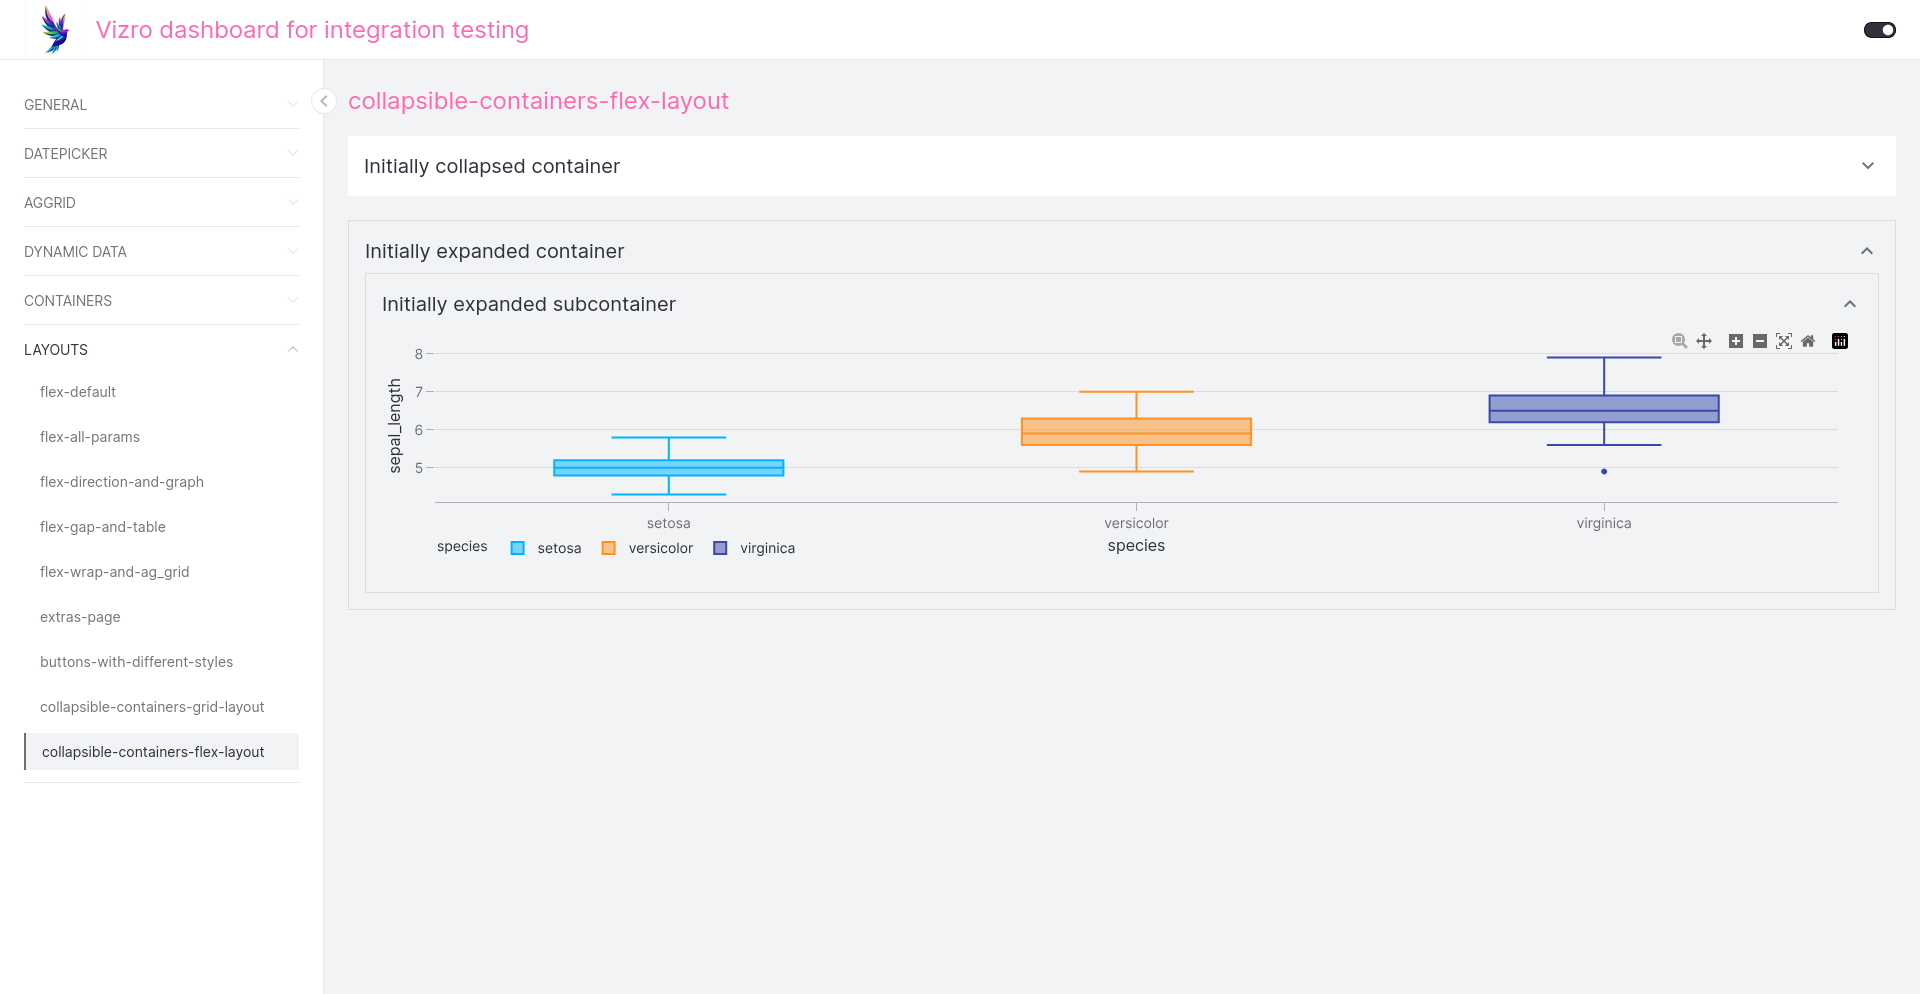 Vizro dashboard for integration testing
GENERAL
DATEPICKER
AGGRID
DYNAMIC DATA
CONTAINERS
LAYOUTS
flex-default
flex-all-params
flex-direction-and-graph
flex-gap-and-table
flex-wrap-and-ag_grid
extras-page
buttons-with-different-styles
collapsible-containers-grid-layout
collapsible-containers-flex-layout
collapsible-containers-flex-layout
Initially collapsed container
Initially expanded container
Initially expanded subcontainer
8
7
6
5
sepal_length
setosa
versicolor
virginica
species
species setosa versicolor virginica